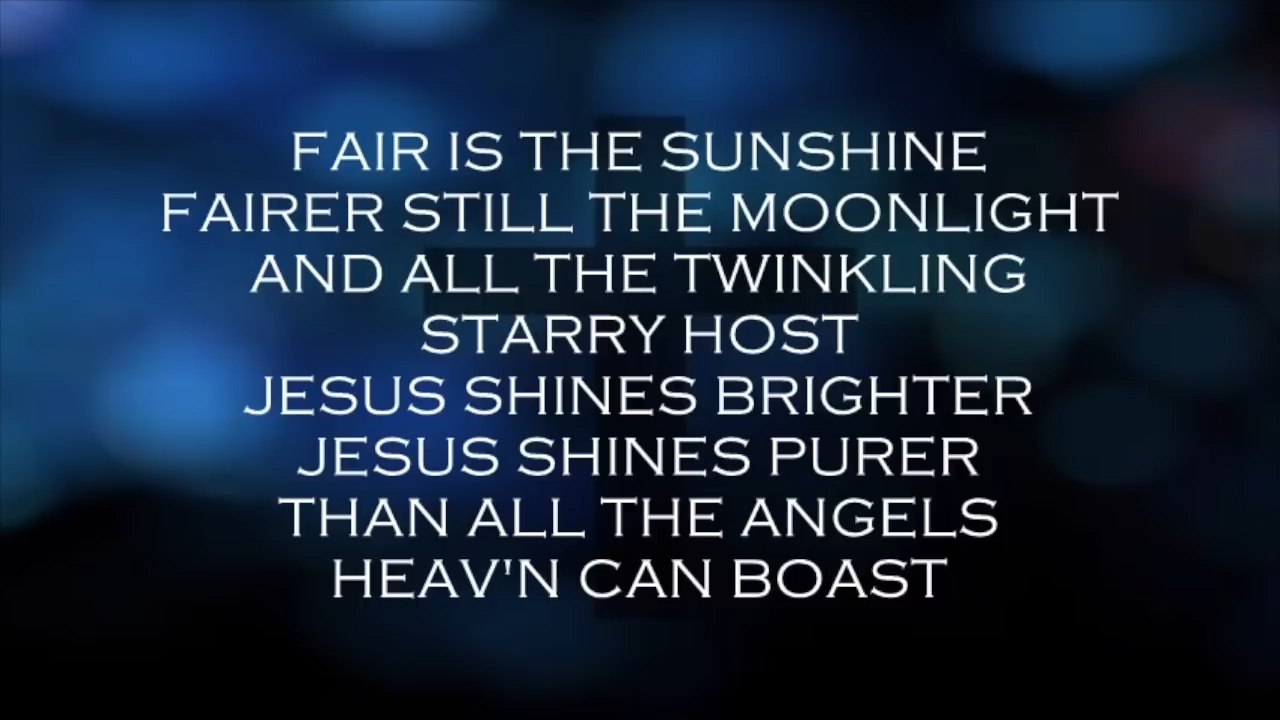 FAIR IS THE SUNSHINE
FAIRER STILL THE MOONLIGHT
AND ALL THE TWINKLING
STARRY HOST
JESUS SHINES BRIGHTER
JESUS SHINES PURER
THAN ALL THE ANGELS
HEAV'N CAN BOAST